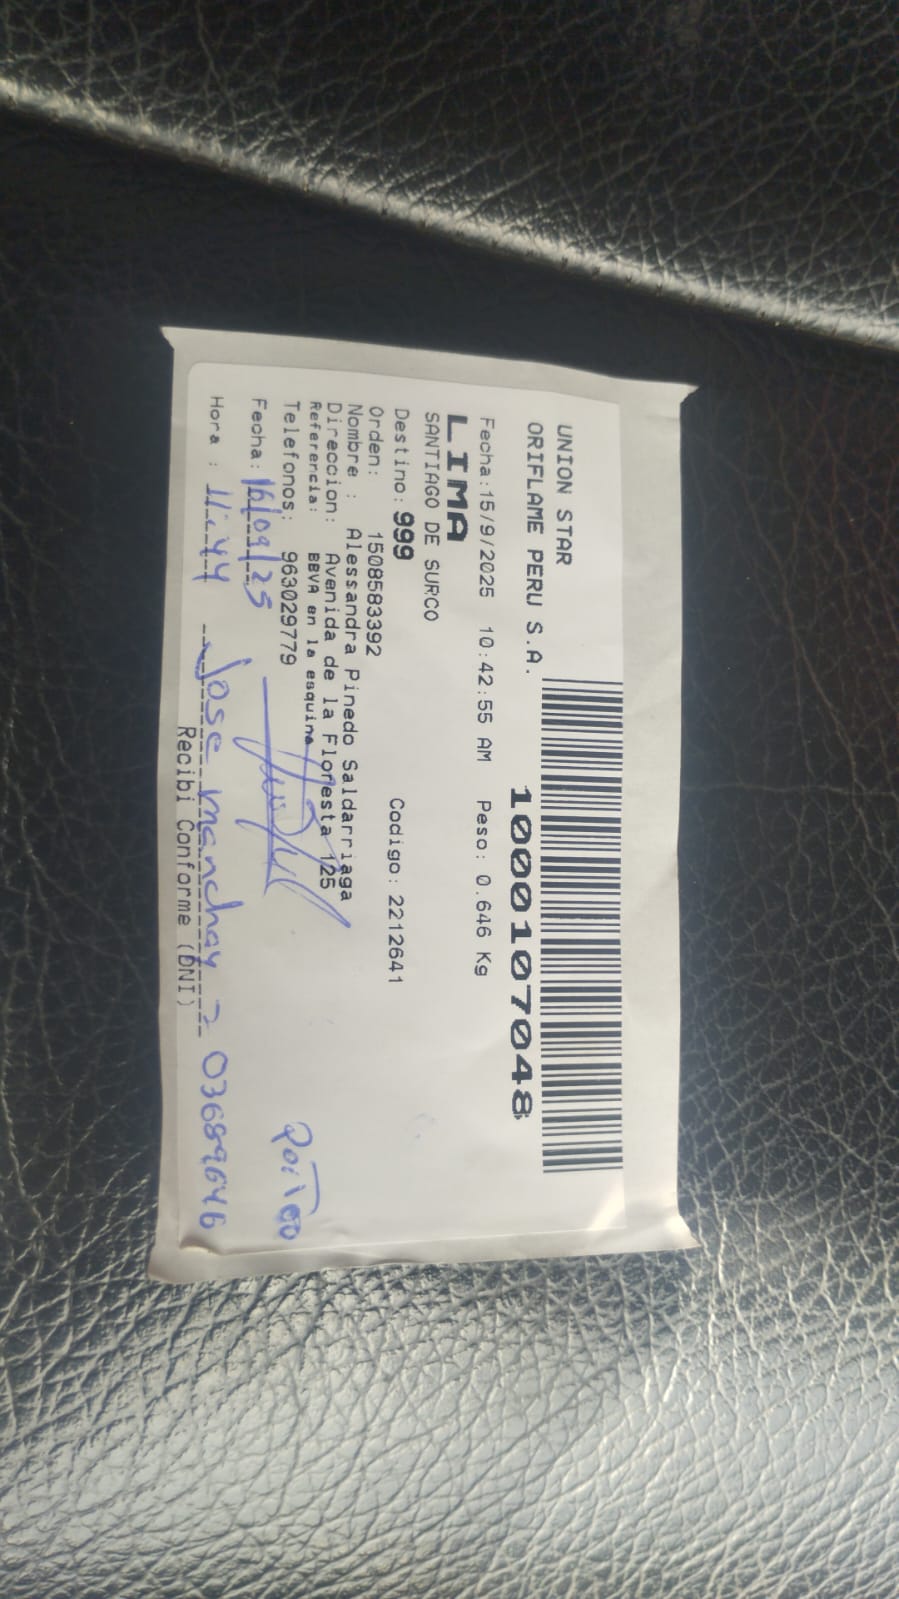 UNION STAR
ORIFLAME PERU S.A.
1000107048
Fecha:15/9/2025 10:42:55 AM Peso: 0.646 Kg
LIMA
SANTIAGO DE SURCO
Destino: 999 Codigo: 2212641
Orden: 1508583392
Nombre : Alessandra Pinedo Saldarriaga
Direccion: Avenida de la Floresta 125
Referencia: BBVA en la esquina
Telefonos: 963029779
Fecha: 16/09/25
Hora : 11:44 Jose manchay 03689646
Recibi Conforme (DNI)